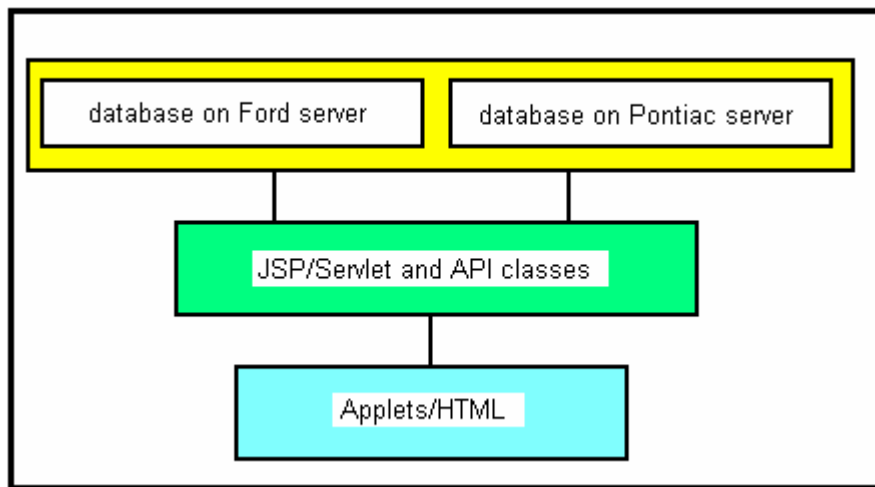 database on Ford server
database on Pontiac server
JSP/Servlet and API classes
Applets/HTML